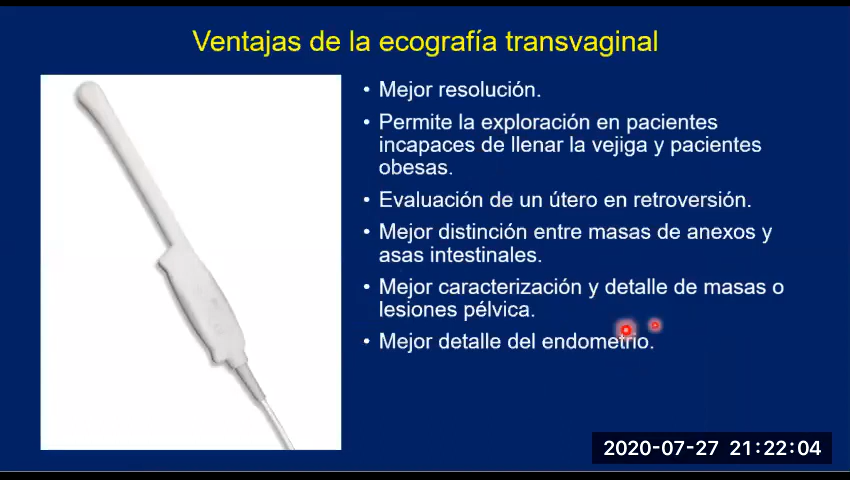 Ventajas de la ecografía transvaginal
• Mejor resolución.
• Permite la exploración en pacientes
incapaces de llenar la vejiga y pacientes
obesas.
• Evaluación de un útero en retroversión.
• Mejor distinción entre masas de anexos y
asas intestinales.
• Mejor caracterización y detalle de masas o
lesiones pélvica.
• Mejor detalle del endometrio.
2020-07-27 21:22:04